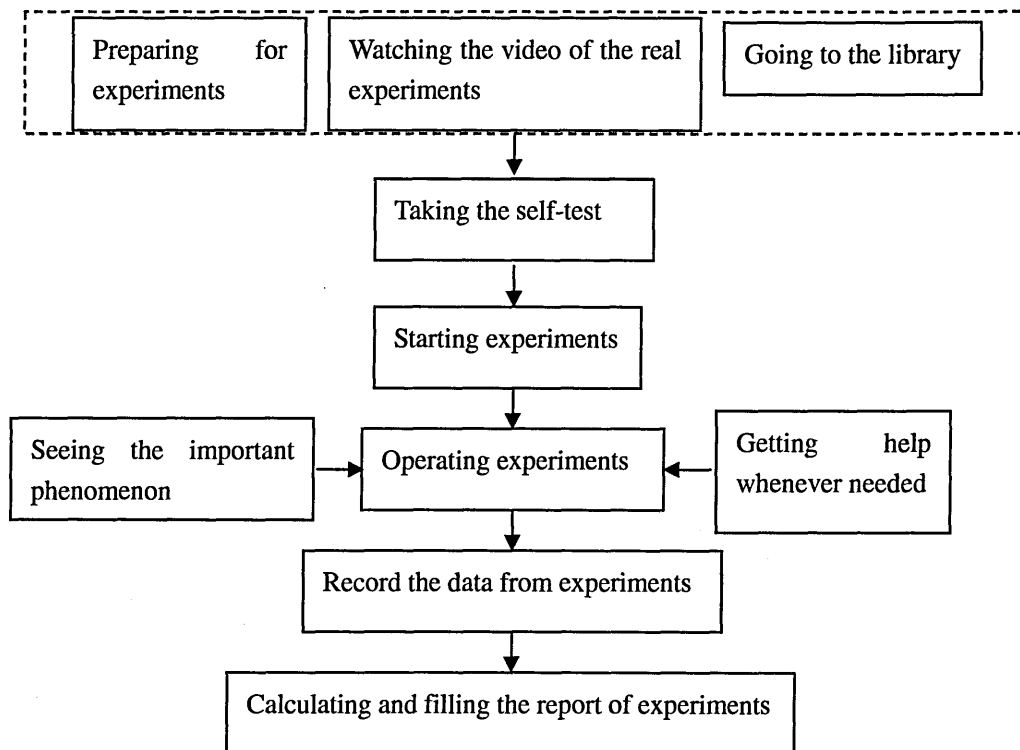 Preparing for
experiments
Watching the video of the real
experiments
Going to the library
Taking the self-test
Starting experiments
Seeing the important
phenomenon
Operating experiments
Getting help
whenever needed
Record the data from experiments
Calculating and filling the report of experiments